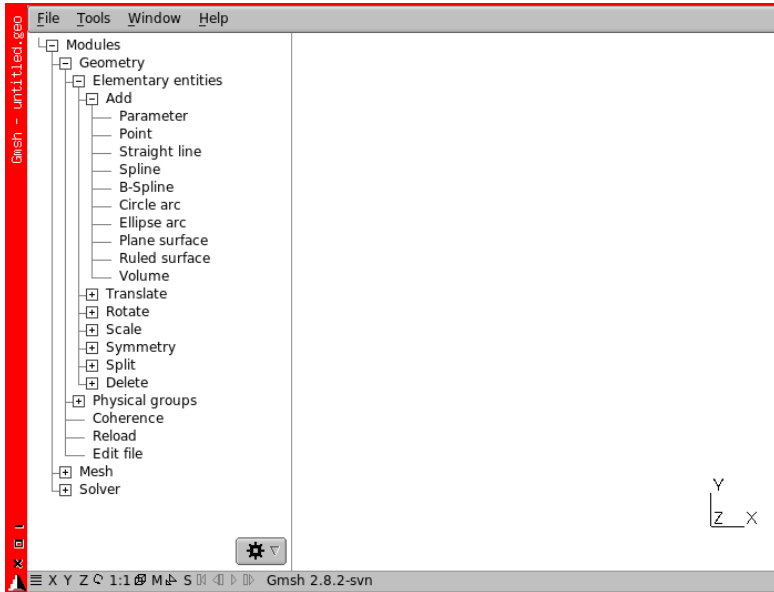 Gmsh - untitled.geo
File Tools Window Help
Modules
Geometry
Elementary entities
Add
Parameter
Point
Straight line
Spline
B-Spline
Circle arc
Ellipse arc
Plane surface
Ruled surface
Volume
Translate
Rotate
Scale
Symmetry
Split
Delete
Physical groups
Coherence
Reload
Edit file
Mesh
Solver
Y
Z X
X Y Z 1:1 M S Gmsh 2.8.2-svn